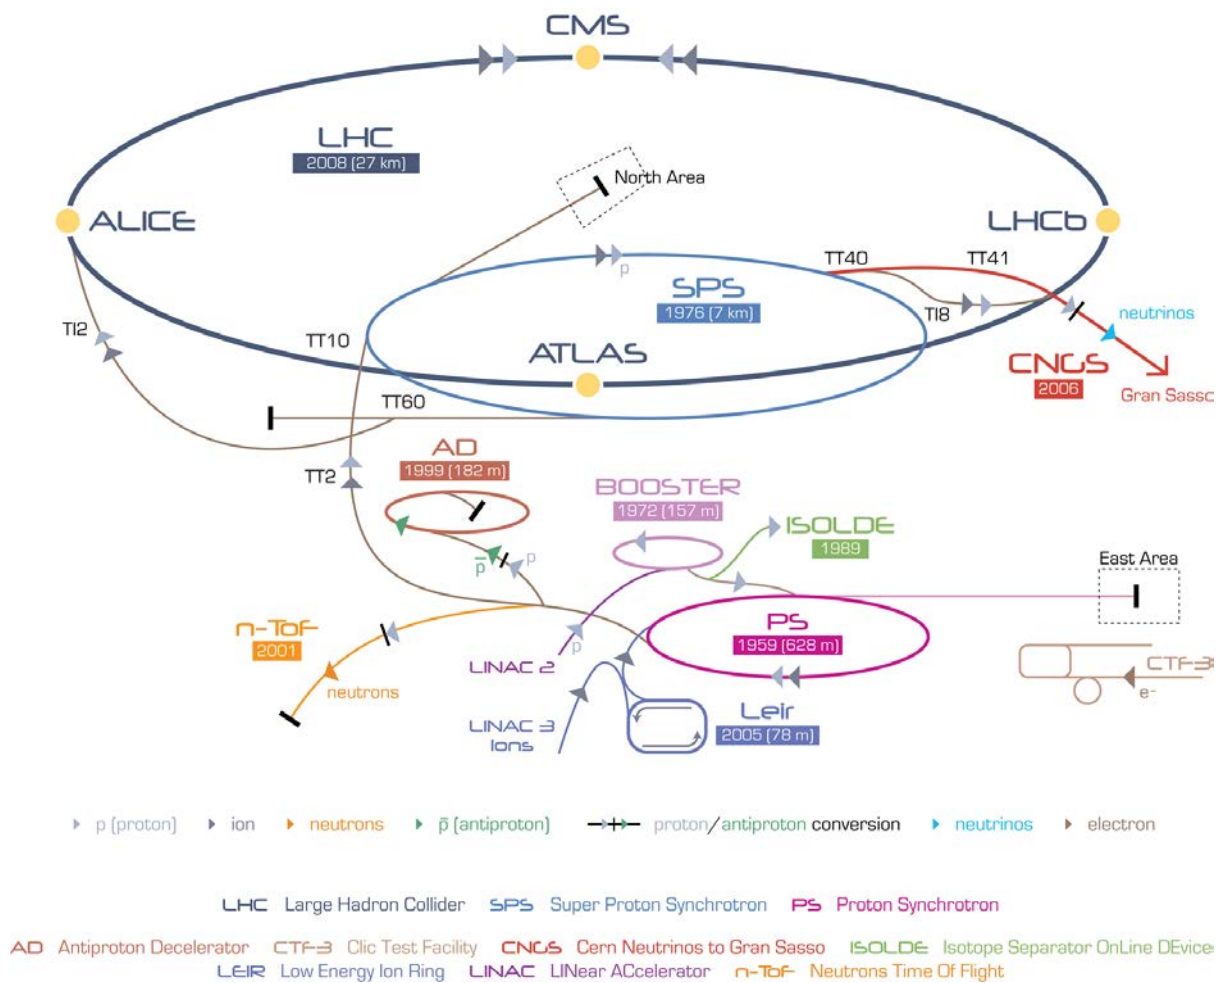 CMS
LHC
2008 (27 km)
North Area
ALICE
LHCb
TT40
TT41
p
SPS
1976 (7 km)
TI8
neutrinos
TI2
TT10
ATLAS
CNGS
2006
Gran Sasso
TT60
AD
1999 (182 m)
TT2
BOOSTER
1972 (157 m)
ISOLDE
1989
East Area
p̅
p
n-ToF
2001
PS
1959 (628 m)
p
LINAC 2
neutrons
CTF3
e-
LINAC 3
Ions
Leir
2005 (78 m)
p (proton)
ion
neutrons
p̅ (antiproton)
proton/antiproton conversion
neutrinos
electron
LHC Large Hadron Collider SPS Super Proton Synchrotron PS Proton Synchrotron
AD Antiproton Decelerator CTF-3 Clic Test Facility CNGS Cern Neutrinos to Gran Sasso ISOLDE Isotope Separator OnLine DEvice
LEIR Low Energy Ion Ring LINAC LINear ACcelerator n-ToF Neutrons Time Of Flight